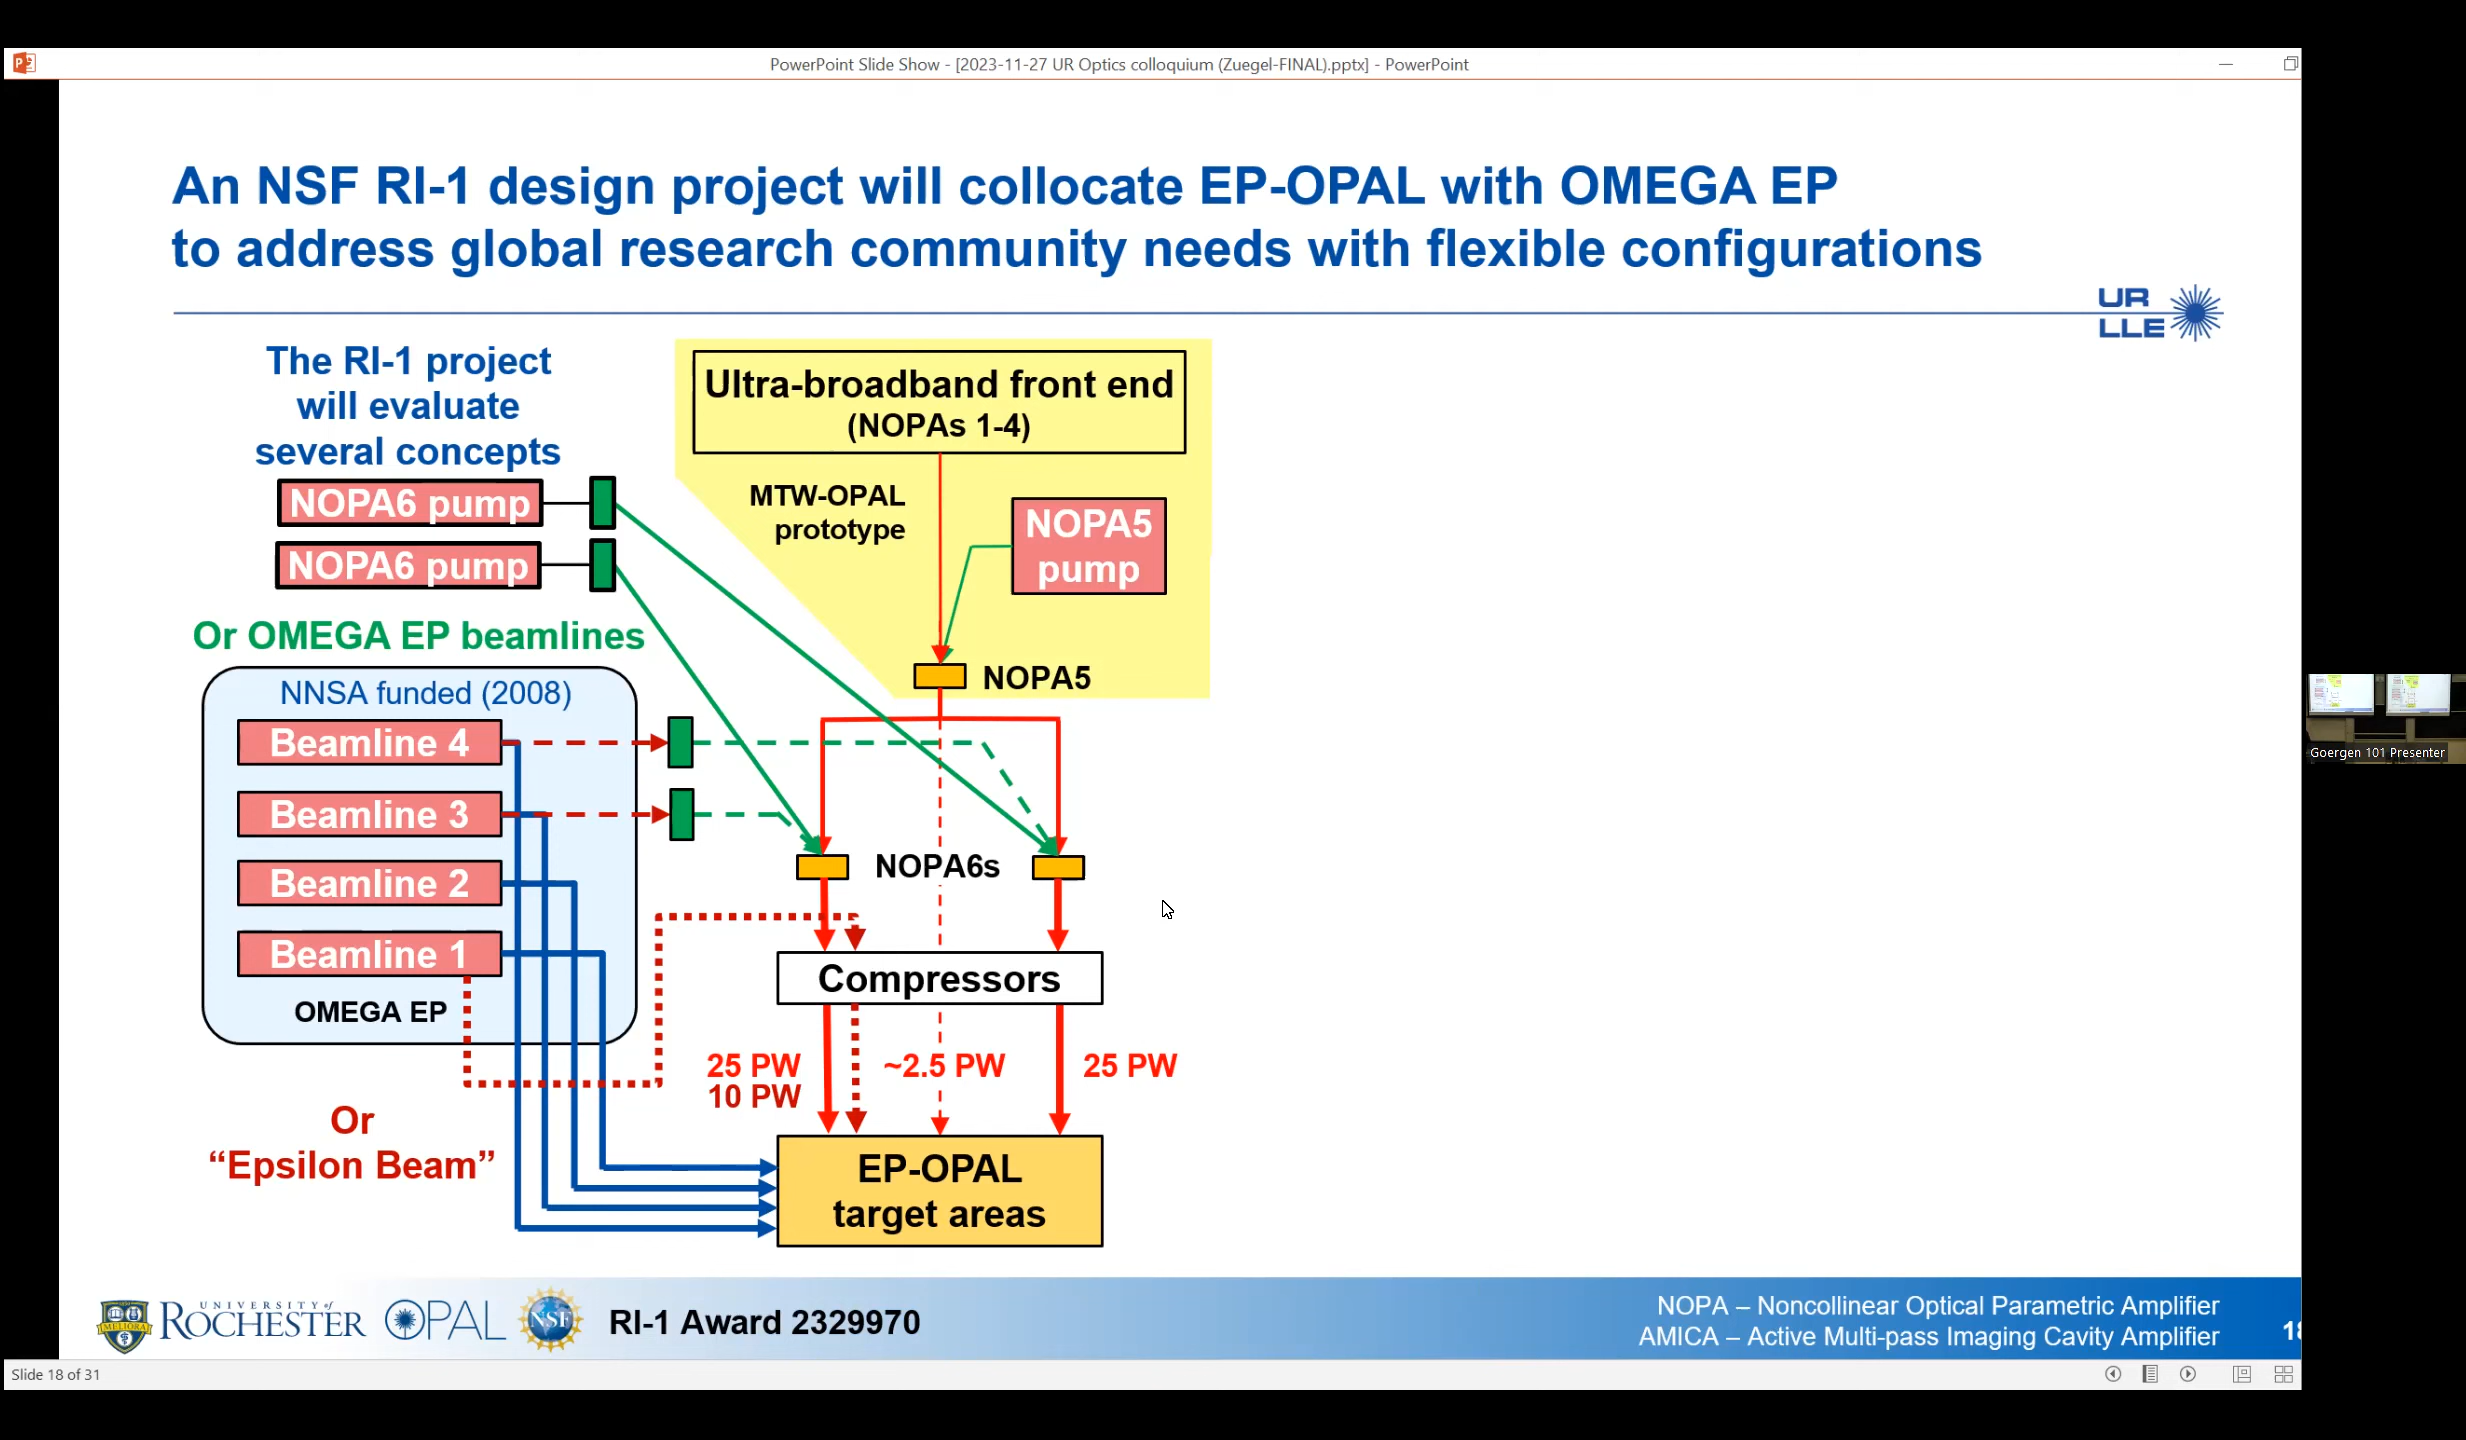 PowerPoint Slide Show - [2023-11-27 UR Optics colloquium (Zuegel-FINAL).pptx] - PowerPoint
An NSF RI-1 design project will collocate EP-OPAL with OMEGA EP
to address global research community needs with flexible configurations
UR
LLE
The RI-1 project
will evaluate
several concepts
NOPA6 pump
NOPA6 pump
Or OMEGA EP beamlines
NNSA funded (2008)
Beamline 4
Beamline 3
Beamline 2
Beamline 1
OMEGA EP
Or
“Epsilon Beam”
Ultra-broadband front end
(NOPAs 1-4)
MTW-OPAL
prototype
NOPA5
pump
NOPA5
NOPA6s
Compressors
25 PW
10 PW
~2.5 PW
25 PW
EP-OPAL
target areas
Goergen 101 Presenter
MELIORA
UNIVERSITY of
ROCHESTER
OPAL
NSF
RI-1 Award 2329970
NOPA – Noncollinear Optical Parametric Amplifier
AMICA – Active Multi-pass Imaging Cavity Amplifier
Slide 18 of 31